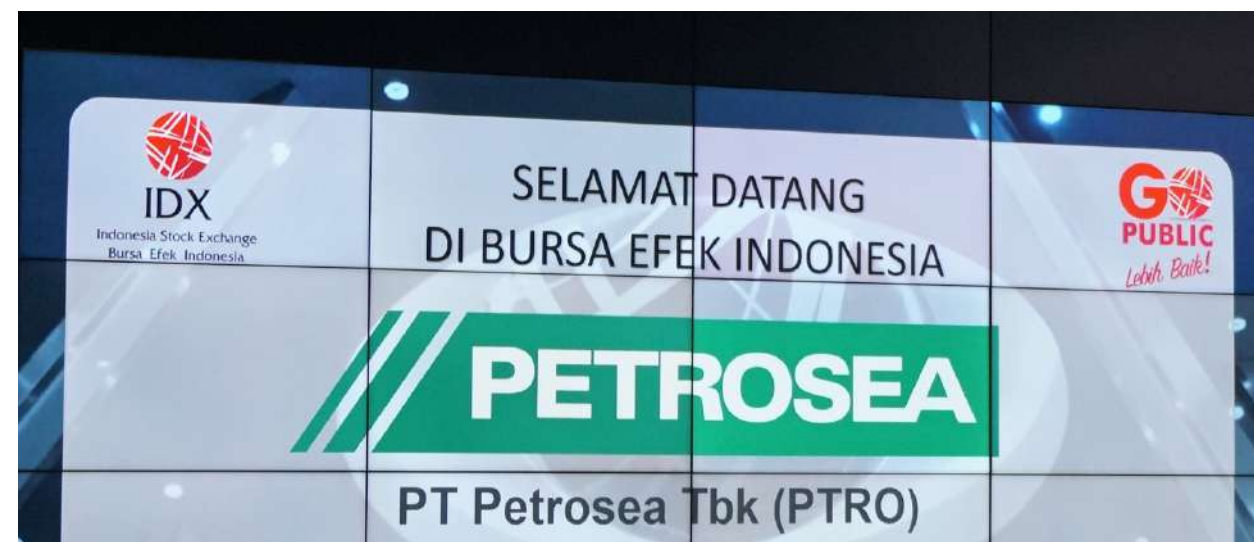 IDX
Indonesia Stock Exchange
Bursa Efek Indonesia
SELAMAT DATANG
DI BURSA EFEK INDONESIA
GO
PUBLIC
Lebih Baik!
PETROSEA
PT Petrosea Tbk (PTRO)